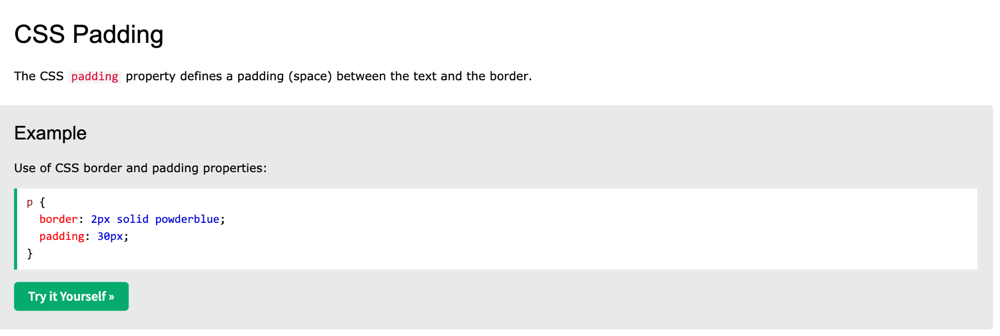 CSS Padding
The CSS padding property defines a padding (space) between the text and the border.
Example
Use of CSS border and padding properties:
p {
  border: 2px solid powderblue;
  padding: 30px;
}
Try it Yourself »